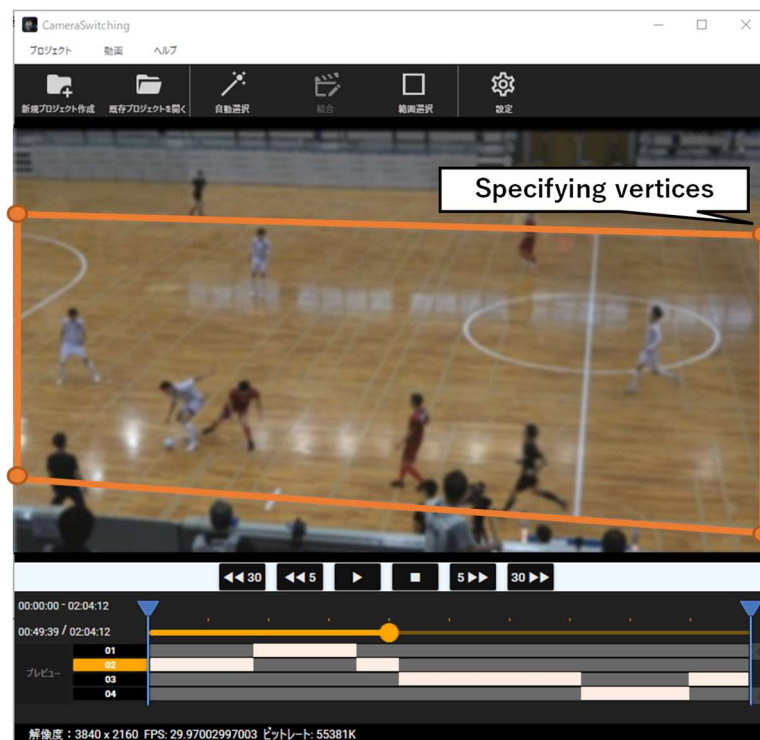 CameraSwitching
プロジェクト 動画 ヘルプ
新規プロジェクト作成 既存プロジェクトを開く 自動選択 結合 範囲選択 設定
Specifying vertices
◀◀ 30 ◀◀ 5 ▶ ■ 5 ▶▶ 30 ▶▶
00:00:00 - 02:04:12
00:49:39 / 02:04:12
プレビュー
01
02
03
04
解像度：3840 x 2160 FPS: 29.97002997003 ビットレート: 55381K